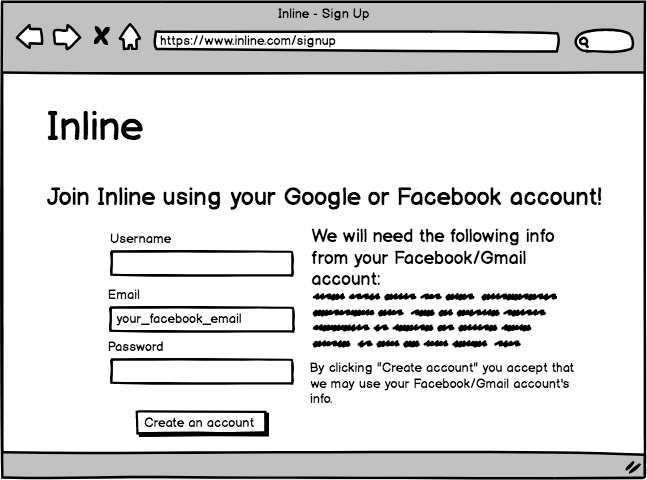 Inline - Sign Up
https://www.inline.com/signup
Inline
Join Inline using your Google or Facebook account!
Username
Email
your_facebook_email
Password
Create an account
We will need the following info
from your Facebook/Gmail
account:
By clicking "Create account" you accept that
we may use your Facebook/Gmail account's
info.